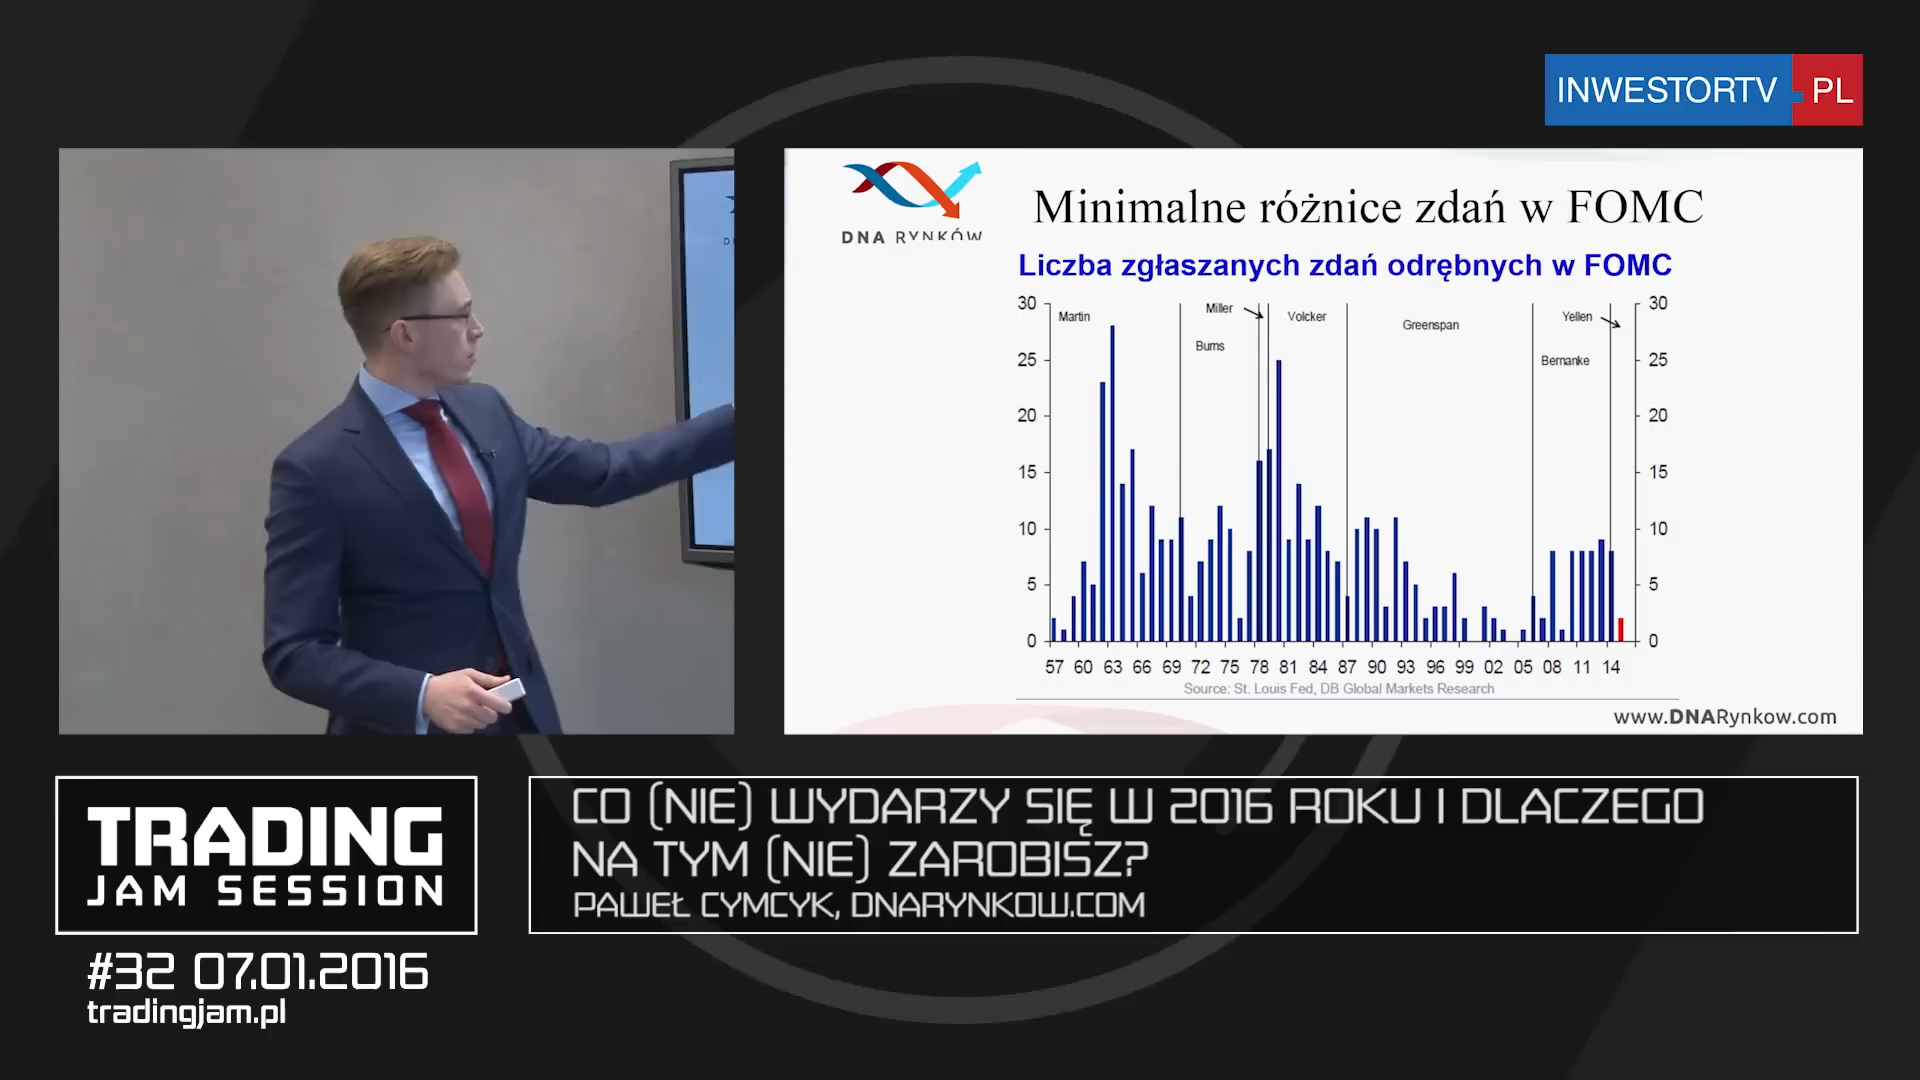 INWESTORTV.PL
DNA RYNKÓW
Minimalne różnice zdań w FOMC
Liczba zgłaszanych zdań odrębnych w FOMC
30 30
Martin Miller Volcker Greenspan Yellen
Burns Bernanke
25 25
20 20
15 15
10 10
5 5
0 0
57 60 63 66 69 72 75 78 81 84 87 90 93 96 99 02 05 08 11 14
Source: St. Louis Fed, DB Global Markets Research
www.DNARynkow.com
TRADING
JAM SESSION
#32 07.01.2016
tradingjam.pl
CO (NIE) WYDARZY SIĘ W 2016 ROKU I DLACZEGO
NA TYM (NIE) ZAROBISZ?
PAWEŁ CYMCYK, DNARYNKOW.COM